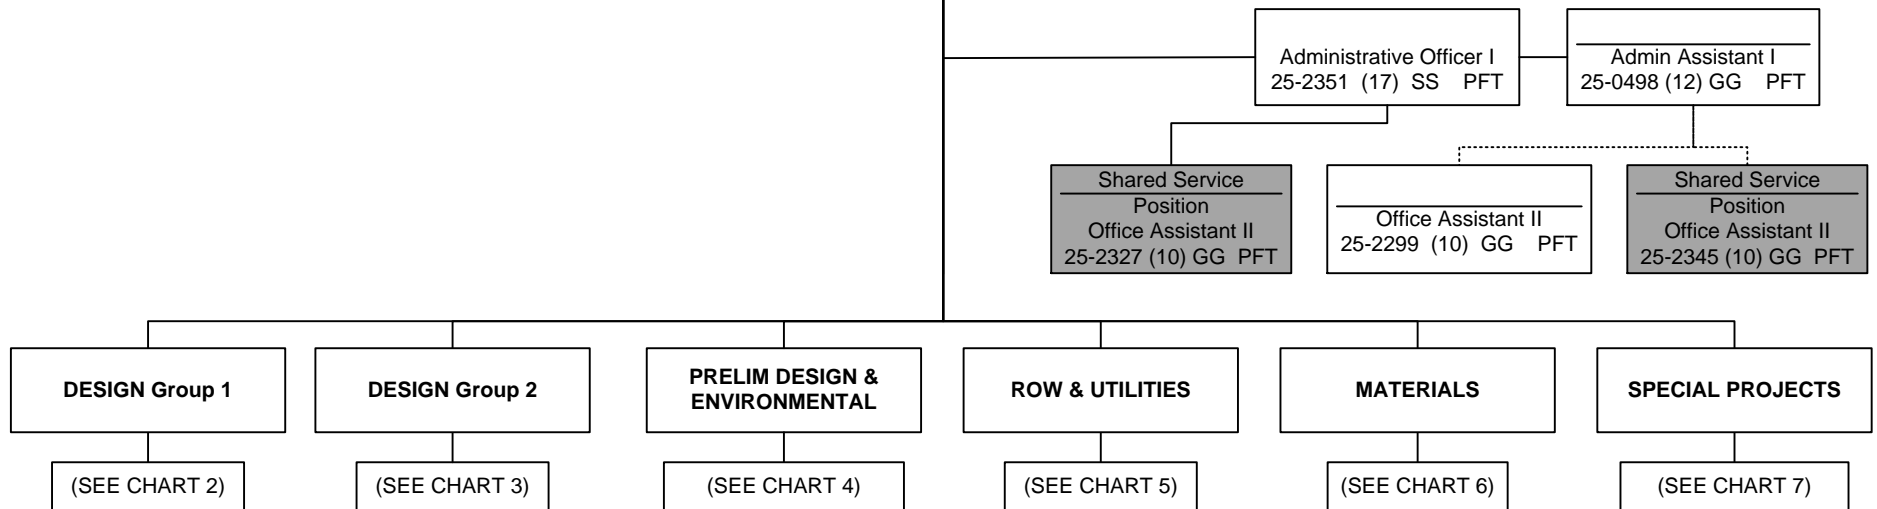 Administrative Officer I
25-2351 (17) SS PFT
Admin Assistant I
25-0498 (12) GG PFT
Shared Service
Position
Office Assistant II
25-2327 (10) GG PFT
Office Assistant II
25-2299 (10) GG PFT
Shared Service
Position
Office Assistant II
25-2345 (10) GG PFT
DESIGN Group 1
DESIGN Group 2
PRELIM DESIGN &
ENVIRONMENTAL
ROW & UTILITIES
MATERIALS
SPECIAL PROJECTS
(SEE CHART 2)
(SEE CHART 3)
(SEE CHART 4)
(SEE CHART 5)
(SEE CHART 6)
(SEE CHART 7)